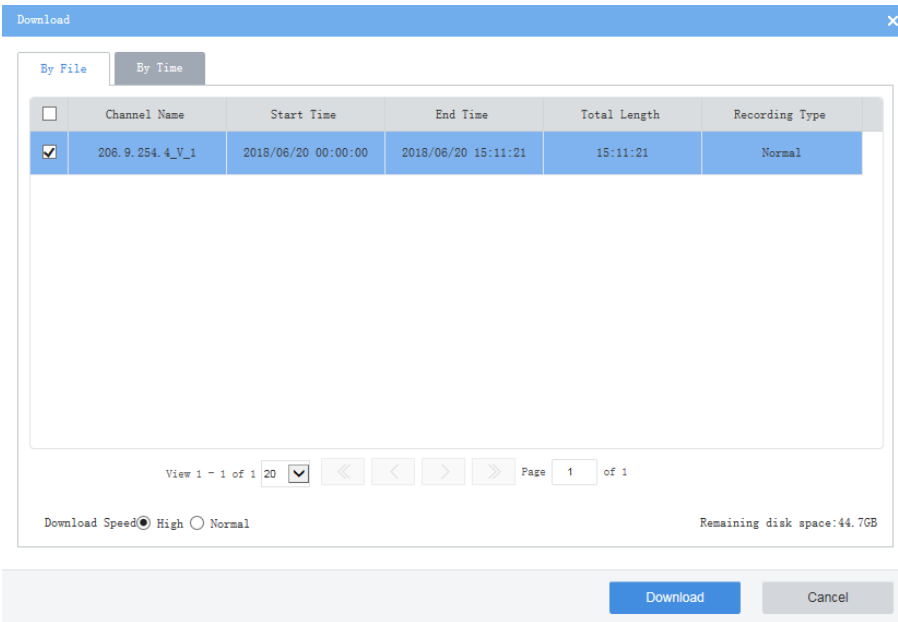 Download
By File By Time
Channel Name Start Time End Time Total Length Recording Type
206.9.254.4_V_1 2018/06/20 00:00:00 2018/06/20 15:11:21 15:11:21 Normal
View 1 - 1 of 1 20 Page 1 of 1
Download Speed High Normal Remaining disk space:44.7GB
Download Cancel